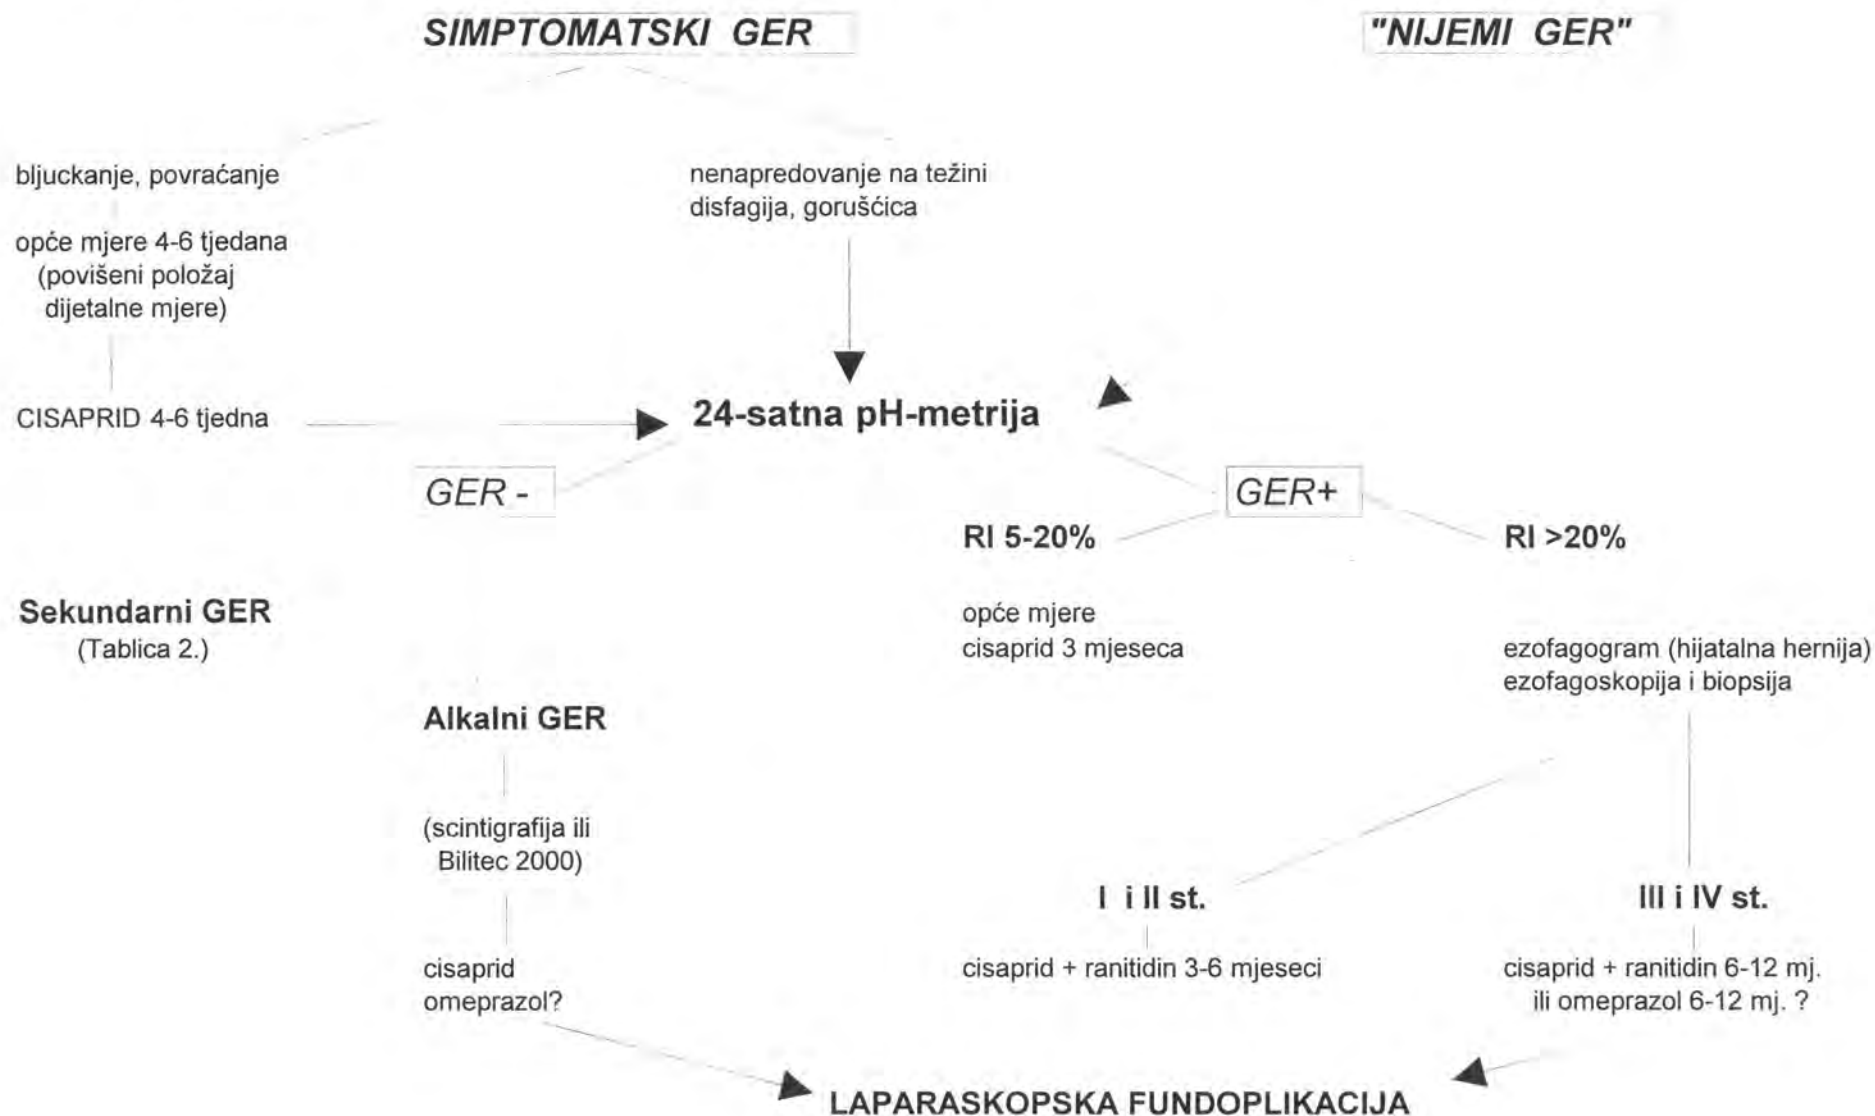 SIMPTOMATSKI GER
"NIJEMI GER"
bljuckanje, povraćanje
nenapredovanje na težini
disfagija, gorušćica
opće mjere 4-6 tjedana
(povišeni položaj
dijetalne mjere)
CISAPRID 4-6 tjedna
24-satna pH-metrija
GER -
GER+
RI 5-20%
RI >20%
Sekundarni GER
(Tablica 2.)
opće mjere
cisaprid 3 mjeseca
ezofagogram (hijatalna hernija)
ezofagoskopija i biopsija
Alkalni GER
(scintigrafija ili
Bilitec 2000)
I i II st.
III i IV st.
cisaprid
omeprazol?
cisaprid + ranitidin 3-6 mjeseci
cisaprid + ranitidin 6-12 mj.
ili omeprazol 6-12 mj. ?
LAPARASKOPSKA FUNDOPLIKACIJA